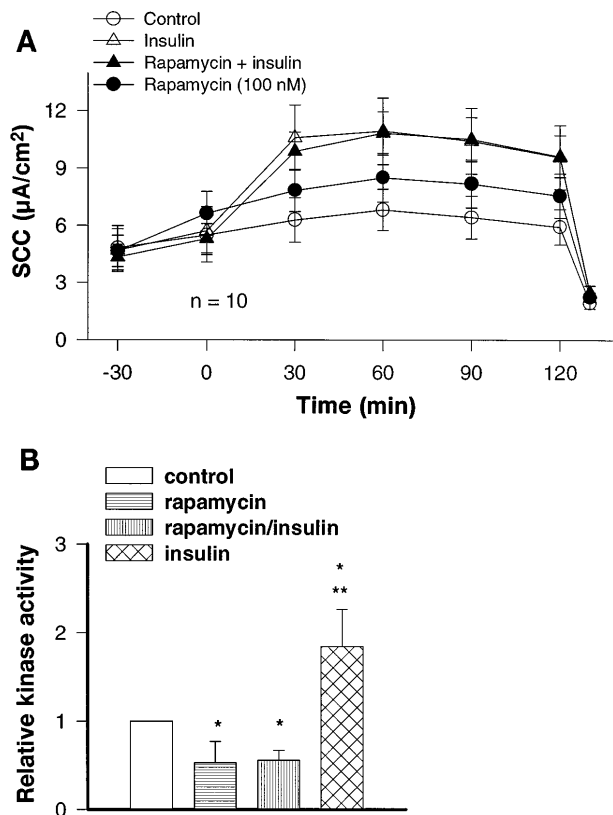 A
Control
Insulin
Rapamycin + insulin
Rapamycin (100 nM)
SCC (µA/cm²)
12
9
6
3
0
n = 10
-30 0 30 60 90 120
Time (min)
B
control
rapamycin
rapamycin/insulin
insulin
Relative kinase activity
3
2
1
0
*
**
* *